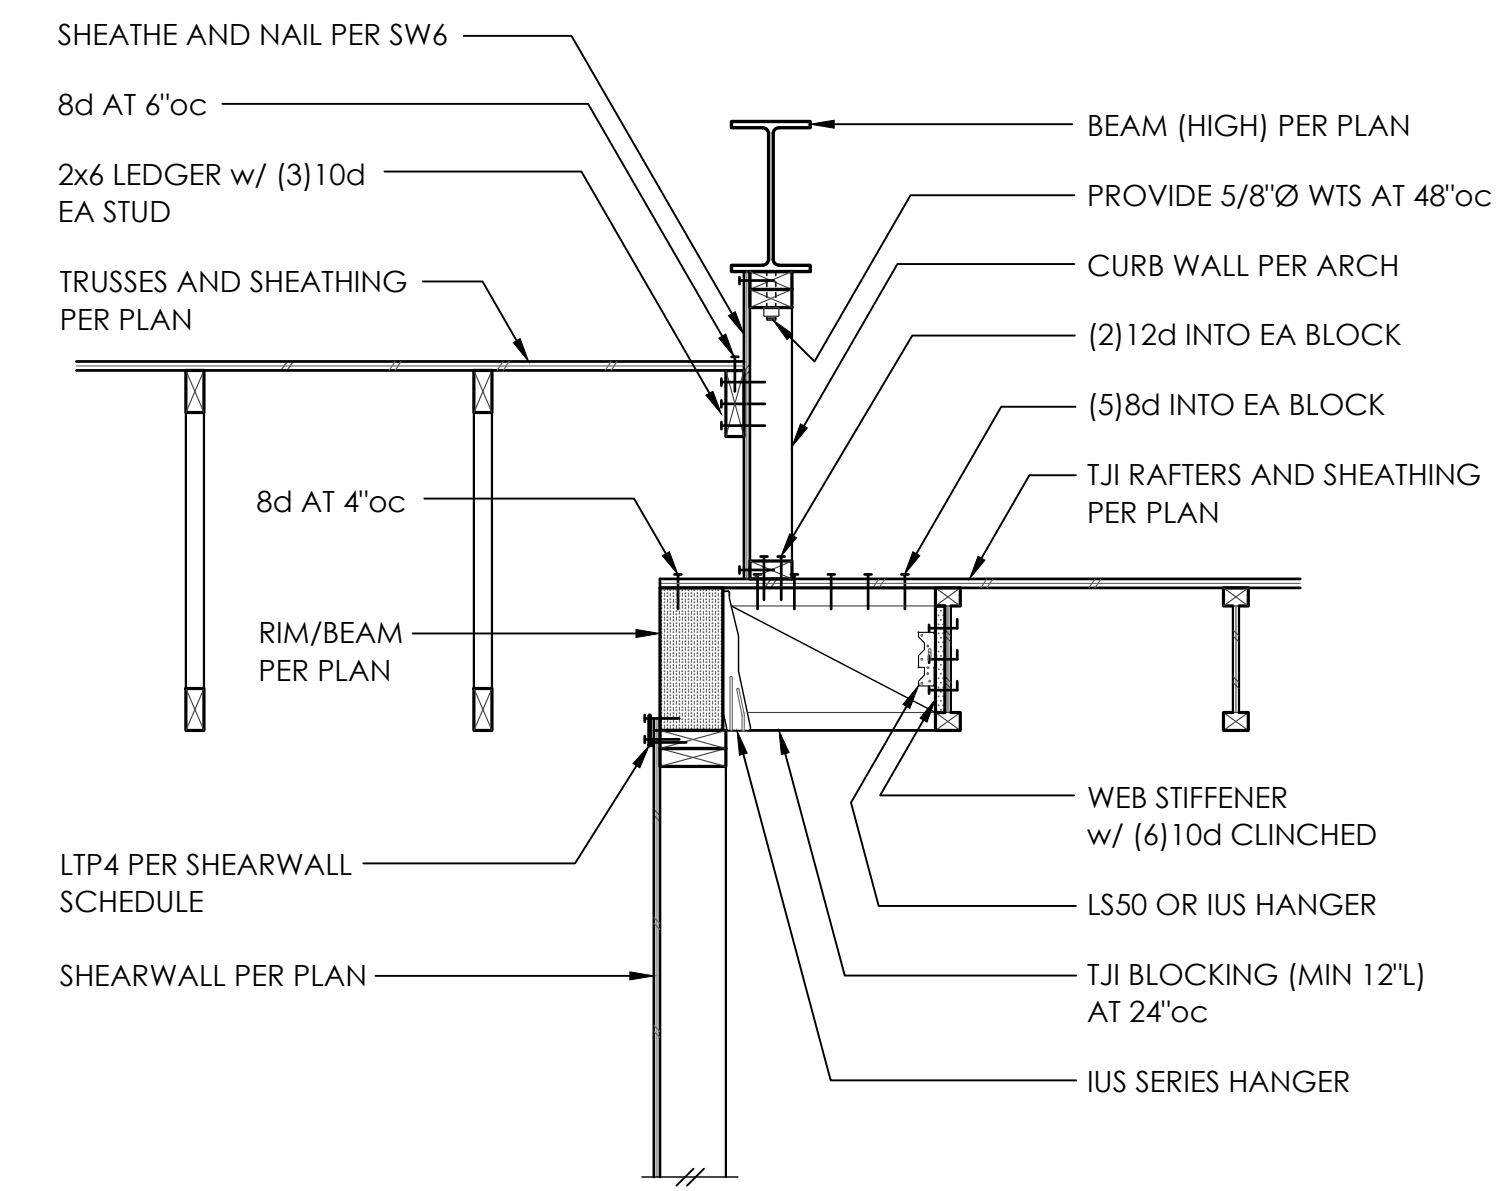 SHEATHE AND NAIL PER SW6
8d AT 6"oc
2x6 LEDGER w/ (3)10d
EA STUD
TRUSSES AND SHEATHING
PER PLAN
8d AT 4"oc
RIM/BEAM
PER PLAN
LTP4 PER SHEARWALL
SCHEDULE
SHEARWALL PER PLAN
BEAM (HIGH) PER PLAN
PROVIDE 5/8"Ø WTS AT 48"oc
CURB WALL PER ARCH
(2)12d INTO EA BLOCK
(5)8d INTO EA BLOCK
TJI RAFTERS AND SHEATHING
PER PLAN
WEB STIFFENER
w/ (6)10d CLINCHED
LS50 OR IUS HANGER
TJI BLOCKING (MIN 12"L)
AT 24"oc
IUS SERIES HANGER